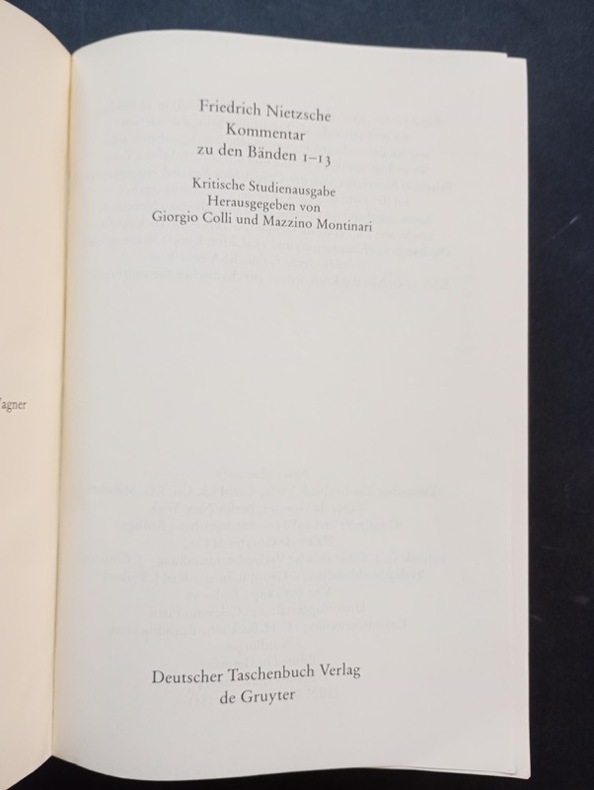 Friedrich Nietzsche
Kommentar
zu den Bänden 1–13
Kritische Studienausgabe
Herausgegeben von
Giorgio Colli und Mazzino Montinari
Deutscher Taschenbuch Verlag
de Gruyter